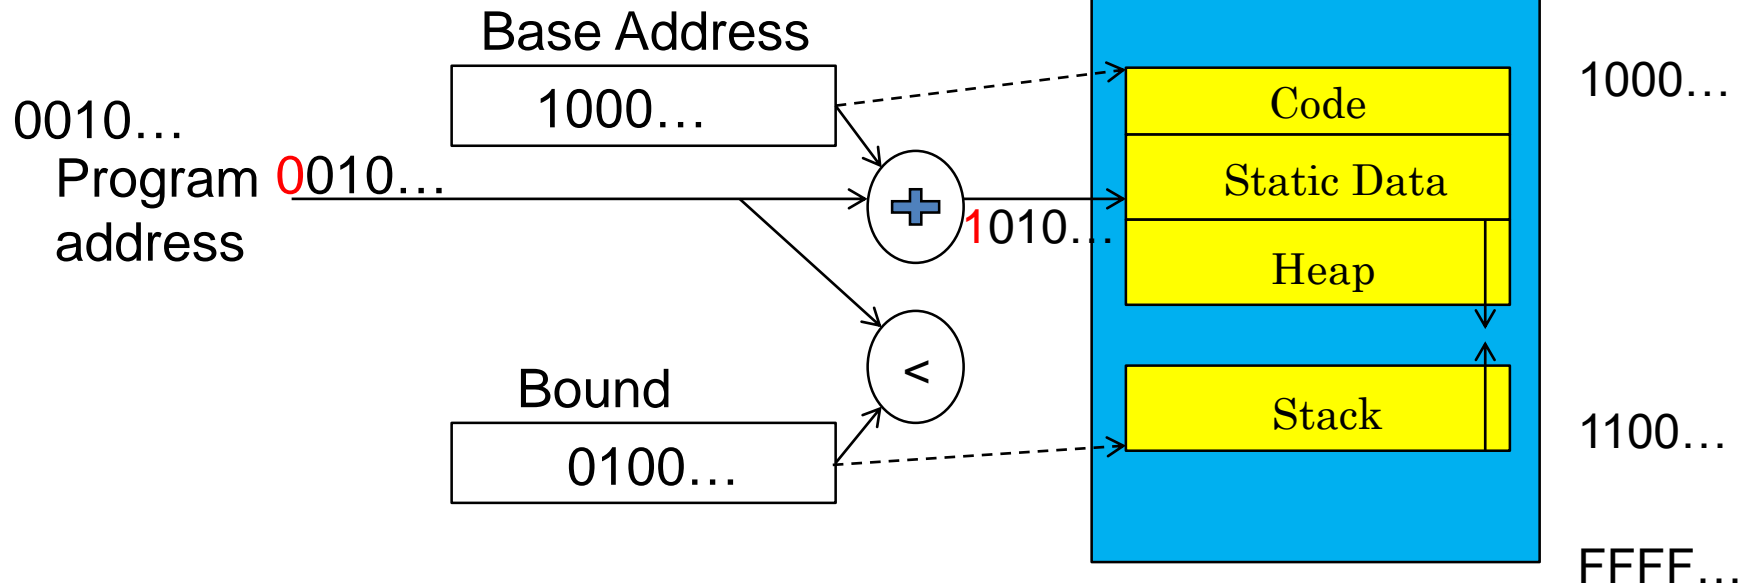 Base Address
1000…
0010…
Program 0010…
address
1010…
<
Bound
0100…
Code
Static Data
Heap
Stack
1000…
1100…
FFFF…